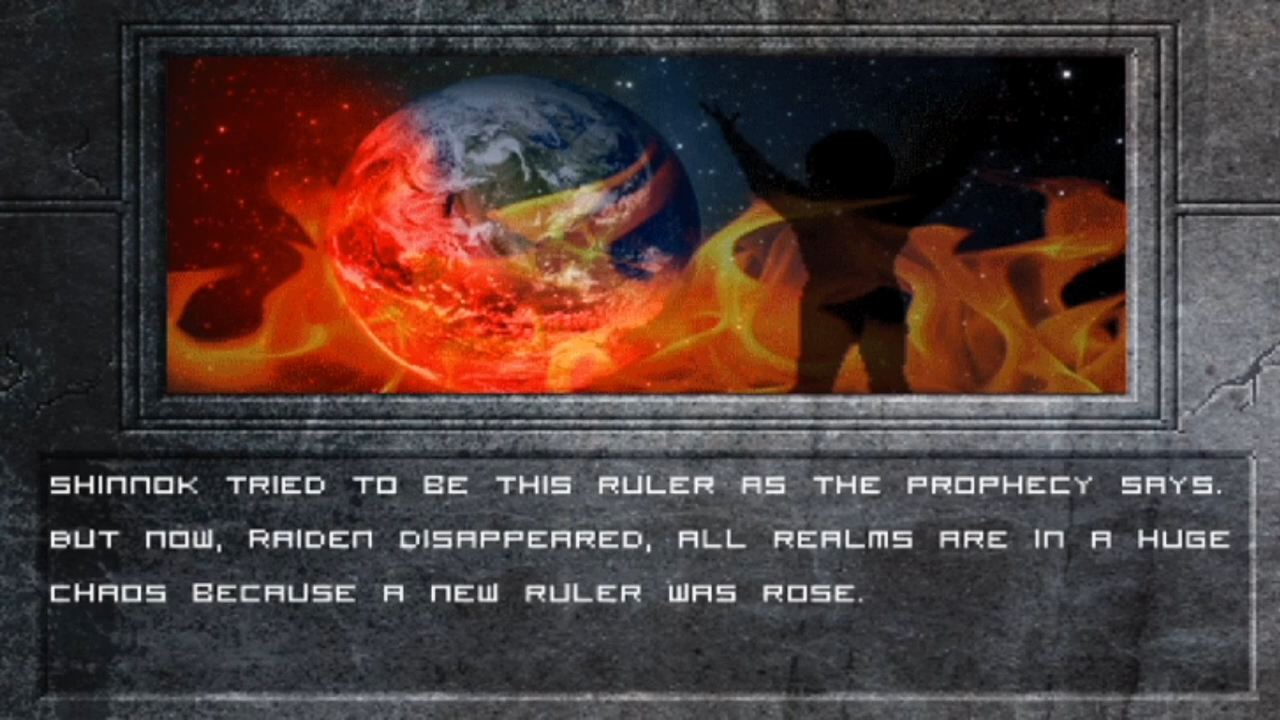 SHINNOK TRIED TO BE THIS RULER AS THE PROPHECY SAYS.
BUT NOW, RAIDEN DISAPPEARED, ALL REALMS ARE IN A HUGE
CHAOS BECAUSE A NEW RULER WAS ROSE.